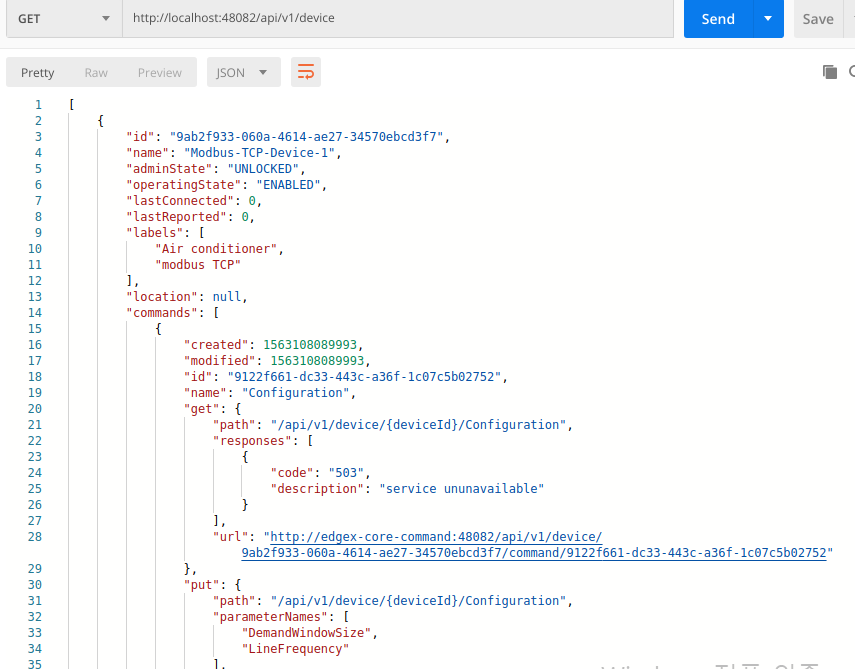 GET http://localhost:48082/api/v1/device Send Save
Pretty Raw Preview JSON
1 [
2 {
3 "id": "9ab2f933-060a-4614-ae27-34570ebcd3f7",
4 "name": "Modbus-TCP-Device-1",
5 "adminState": "UNLOCKED",
6 "operatingState": "ENABLED",
7 "lastConnected": 0,
8 "lastReported": 0,
9 "labels": [
10 "Air conditioner",
11 "modbus TCP"
12 ],
13 "location": null,
14 "commands": [
15 {
16 "created": 1563108089993,
17 "modified": 1563108089993,
18 "id": "9122f661-dc33-443c-a36f-1c07c5b02752",
19 "name": "Configuration",
20 "get": {
21 "path": "/api/v1/device/{deviceId}/Configuration",
22 "responses": [
23 {
24 "code": "503",
25 "description": "service ununavailable"
26 }
27 ],
28 "url": "http://edgex-core-command:48082/api/v1/device/
9ab2f933-060a-4614-ae27-34570ebcd3f7/command/9122f661-dc33-443c-a36f-1c07c5b02752"
29 },
30 "put": {
31 "path": "/api/v1/device/{deviceId}/Configuration",
32 "parameterNames": [
33 "DemandWindowSize",
34 "LineFrequency"
35 ],